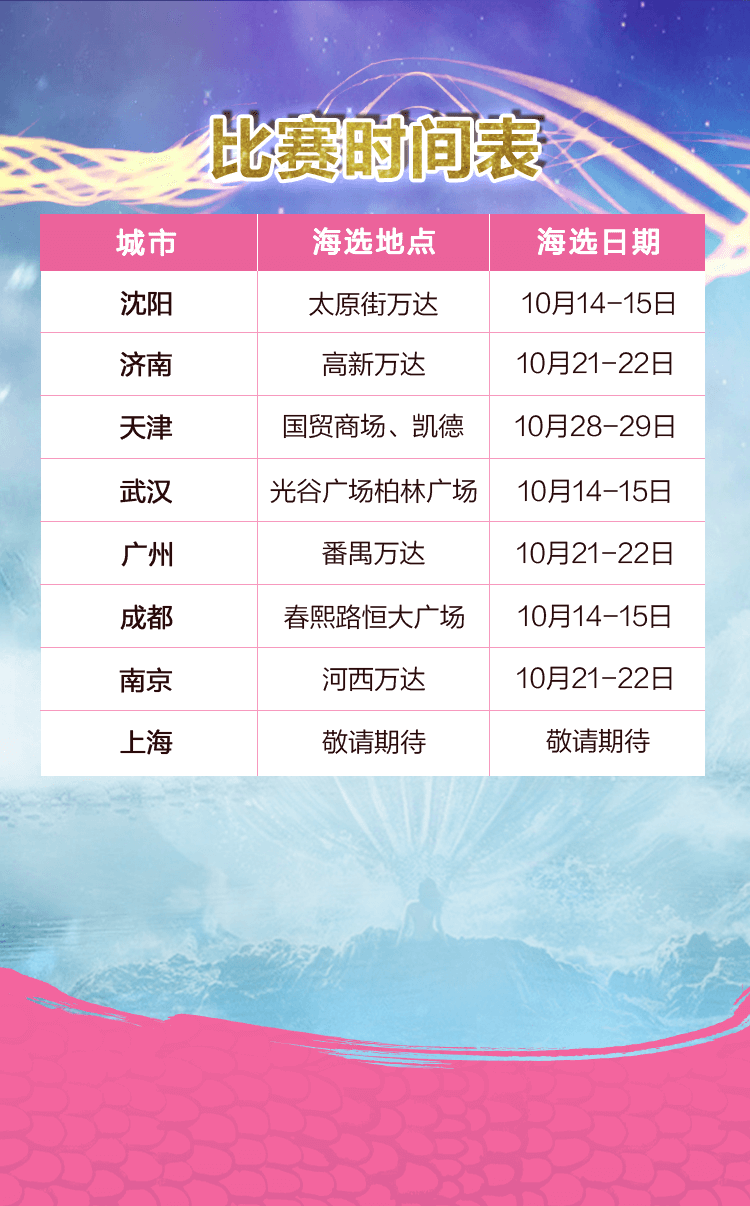 比赛时间表
城市 海选地点 海选日期
沈阳 太原街万达 10月14-15日
济南 高新万达 10月21-22日
天津 国贸商场、凯德 10月28-29日
武汉 光谷广场柏林广场 10月14-15日
广州 番禺万达 10月21-22日
成都 春熙路恒大广场 10月14-15日
南京 河西万达 10月21-22日
上海 敬请期待 敬请期待